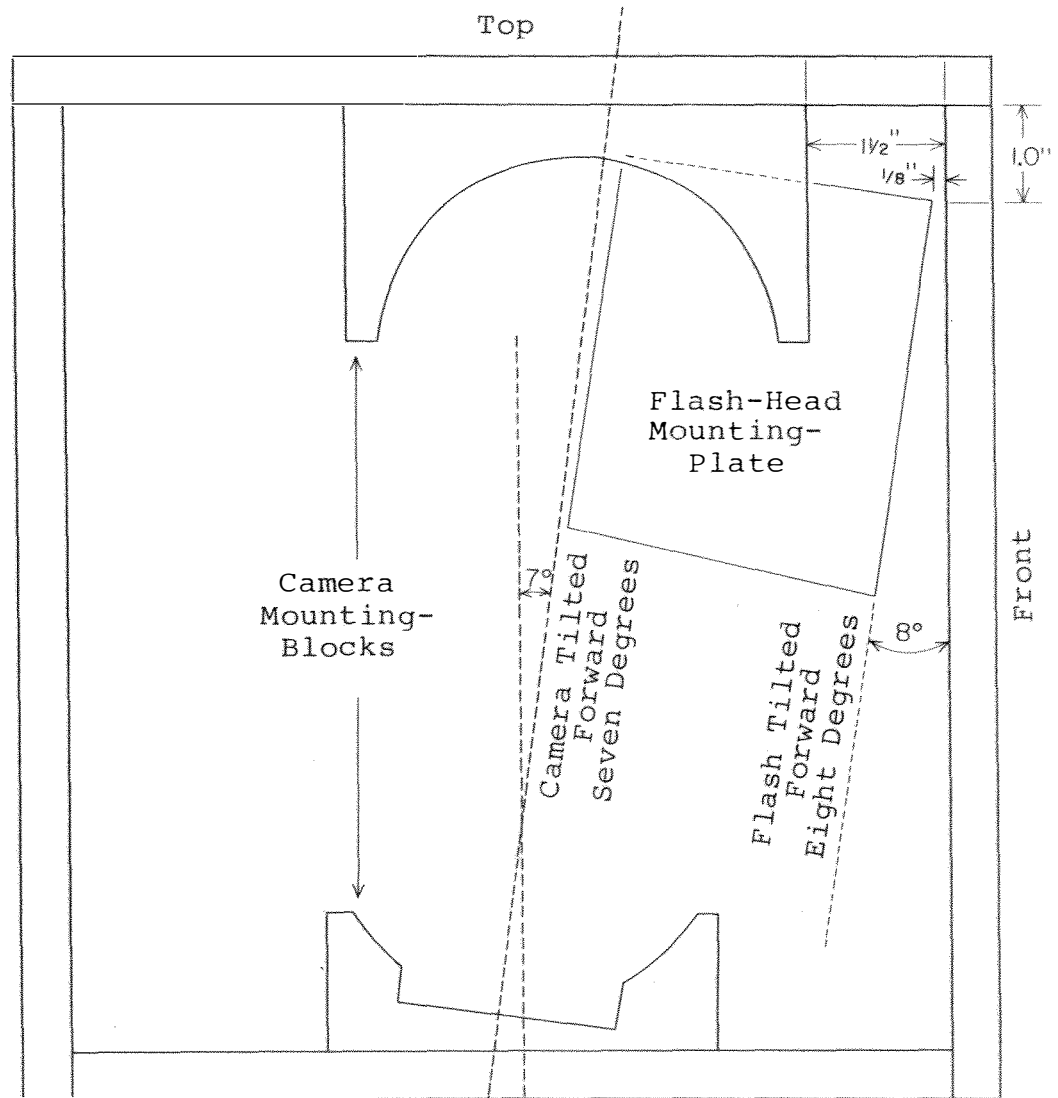 Top
1½"
1/8"
1.0"
Flash-Head
Mounting-
Plate
Front
7°
Camera
Mounting-
Blocks
Camera Tilted
Forward
Seven Degrees
8°
Flash Tilted
Forward
Eight Degrees